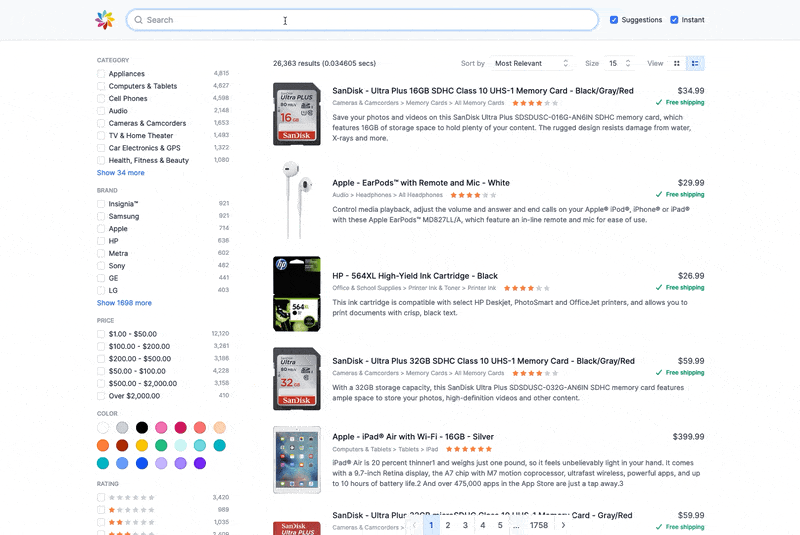 Search
Suggestions
Instant
CATEGORY
Appliances 4,815
Computers & Tablets 4,627
Cell Phones 4,598
Audio 2,148
Cameras & Camcorders 1,653
TV & Home Theater 1,483
Car Electronics & GPS 1,322
Health, Fitness & Beauty 1,080
Show 34 more
BRAND
Insignia™ 921
Samsung 921
Apple 714
HP 638
Metra 602
Sony 462
GE 441
LG 403
Show 1698 more
PRICE
$1.00 - $50.00 12,120
$100.00 - $200.00 3,281
$200.00 - $500.00 3,188
$50.00 - $100.00 4,228
$500.00 - $2,000.00 3,158
Over $2,000.00 410
COLOR
RATING
3,420
989
1,035
26,363 results (0.034605 secs)
Sort by Most Relevant
Size 15
View
SanDisk - Ultra Plus 16GB SDHC Class 10 UHS-1 Memory Card - Black/Gray/Red $34.99
Cameras & Camcorders > Memory Cards > All Memory Cards
Free shipping
Save your photos and videos on this SanDisk Ultra Plus SDSDUSC-016G-AN6IN SDHC memory card, which
features 16GB of storage space to hold plenty of your content. The rugged design resists damage from water,
X-rays and more.
Apple - EarPods™ with Remote and Mic - White $29.99
Audio > Headphones > All Headphones
Free shipping
Control media playback, adjust the volume and answer and end calls on your Apple® iPod®, iPhone® or iPad®
with these Apple EarPods™ MD827LL/A, which feature an in-line remote and mic for ease of use.
HP - 564XL High-Yield Ink Cartridge - Black $26.99
Office & School Supplies > Printer Ink & Toner > Printer Ink
Free shipping
This ink cartridge is compatible with select HP Deskjet, PhotoSmart and OfficeJet printers, and allows you to
print documents with crisp, black text.
SanDisk - Ultra Plus 32GB SDHC Class 10 UHS-1 Memory Card - Black/Gray/Red $59.99
Cameras & Camcorders > Memory Cards > All Memory Cards
Free shipping
With a 32GB storage capacity, this SanDisk Ultra Plus SDSDUSC-032G-AN6IN SDHC memory card features
ample space to store your photos, high-definition videos and other content.
Apple - iPad® Air with Wi-Fi - 16GB - Silver $399.99
Computers & Tablets > Tablets > iPad
iPad® Air is 20 percent thinner1 and weighs just one pound, so it feels unbelievably light in your hand. It comes
with a 9.7-inch Retina display, the A7 chip with M7 motion coprocessor, ultrafast wireless, powerful apps, and up
to 10 hours of battery life.2 And over 475,000 apps in the App Store are just a tap away.3
SanDisk - Ultra Plus 32GB microSD Memory Card - Gray/Red $59.99
Cameras & Camcorders >
Free shipping
1 2 3 4 5 ... 1758